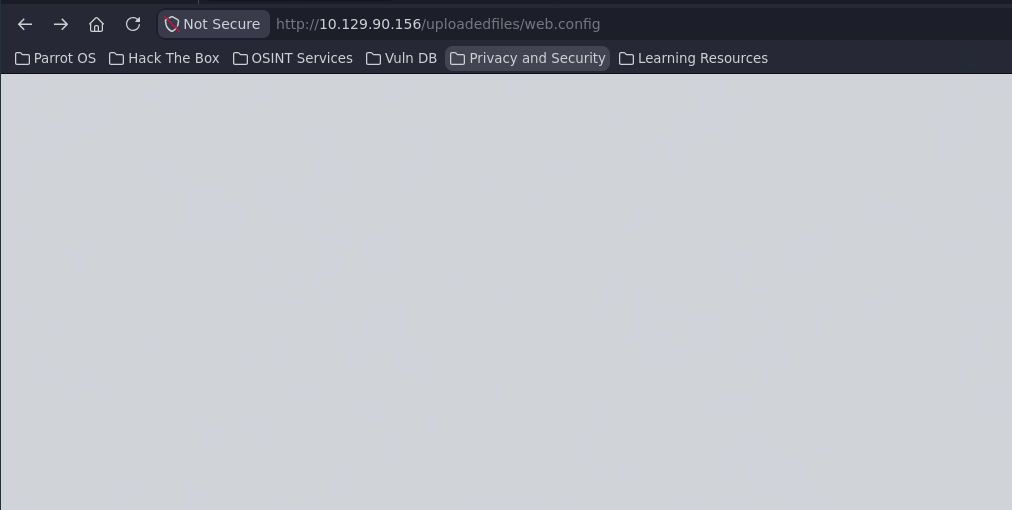 Not Secure http://10.129.90.156/uploadedfiles/web.config
Parrot OS Hack The Box OSINT Services Vuln DB Privacy and Security Learning Resources